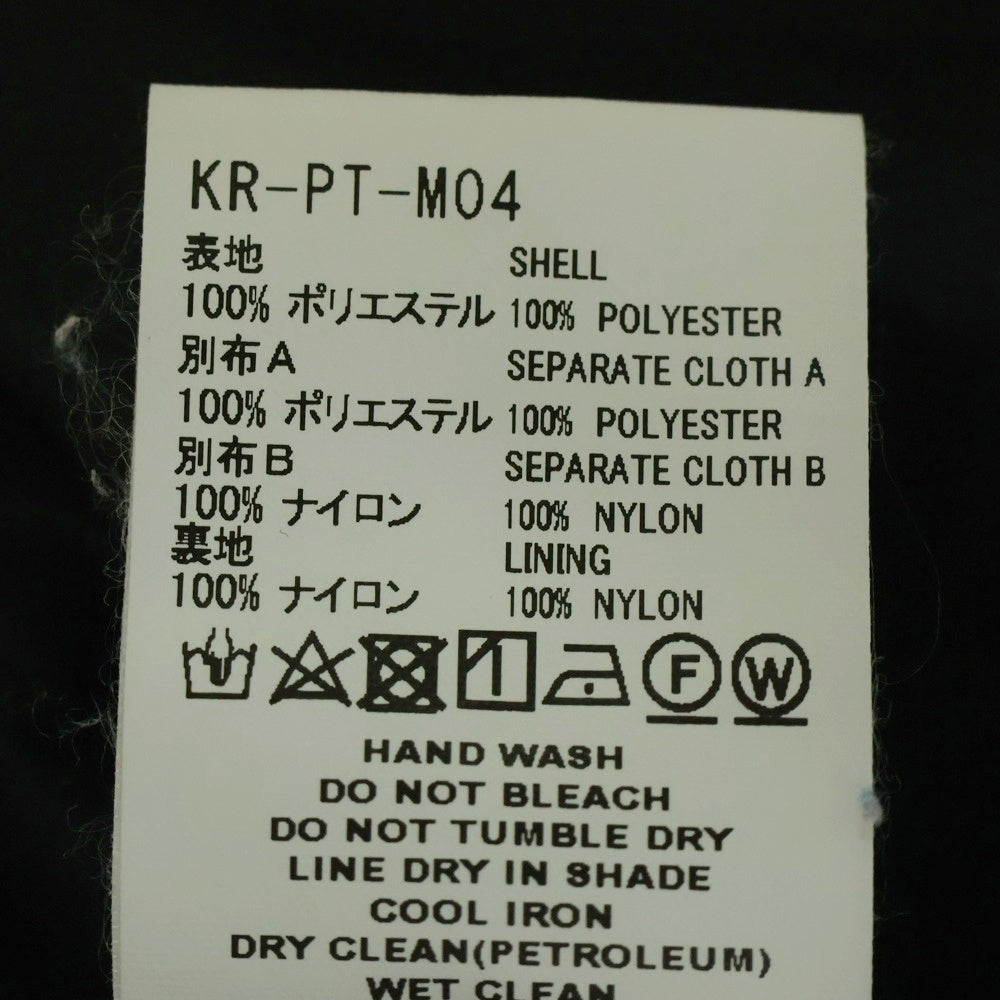 KR-PT-M04
表地 SHELL
100% ポリエステル 100% POLYESTER
別布A SEPARATE CLOTH A
100% ポリエステル 100% POLYESTER
別布B SEPARATE CLOTH B
100% ナイロン 100% NYLON
裏地 LINING
100% ナイロン 100% NYLON
F W
HAND WASH
DO NOT BLEACH
DO NOT TUMBLE DRY
LINE DRY IN SHADE
COOL IRON
DRY CLEAN(PETROLEUM)
WET CLEAN